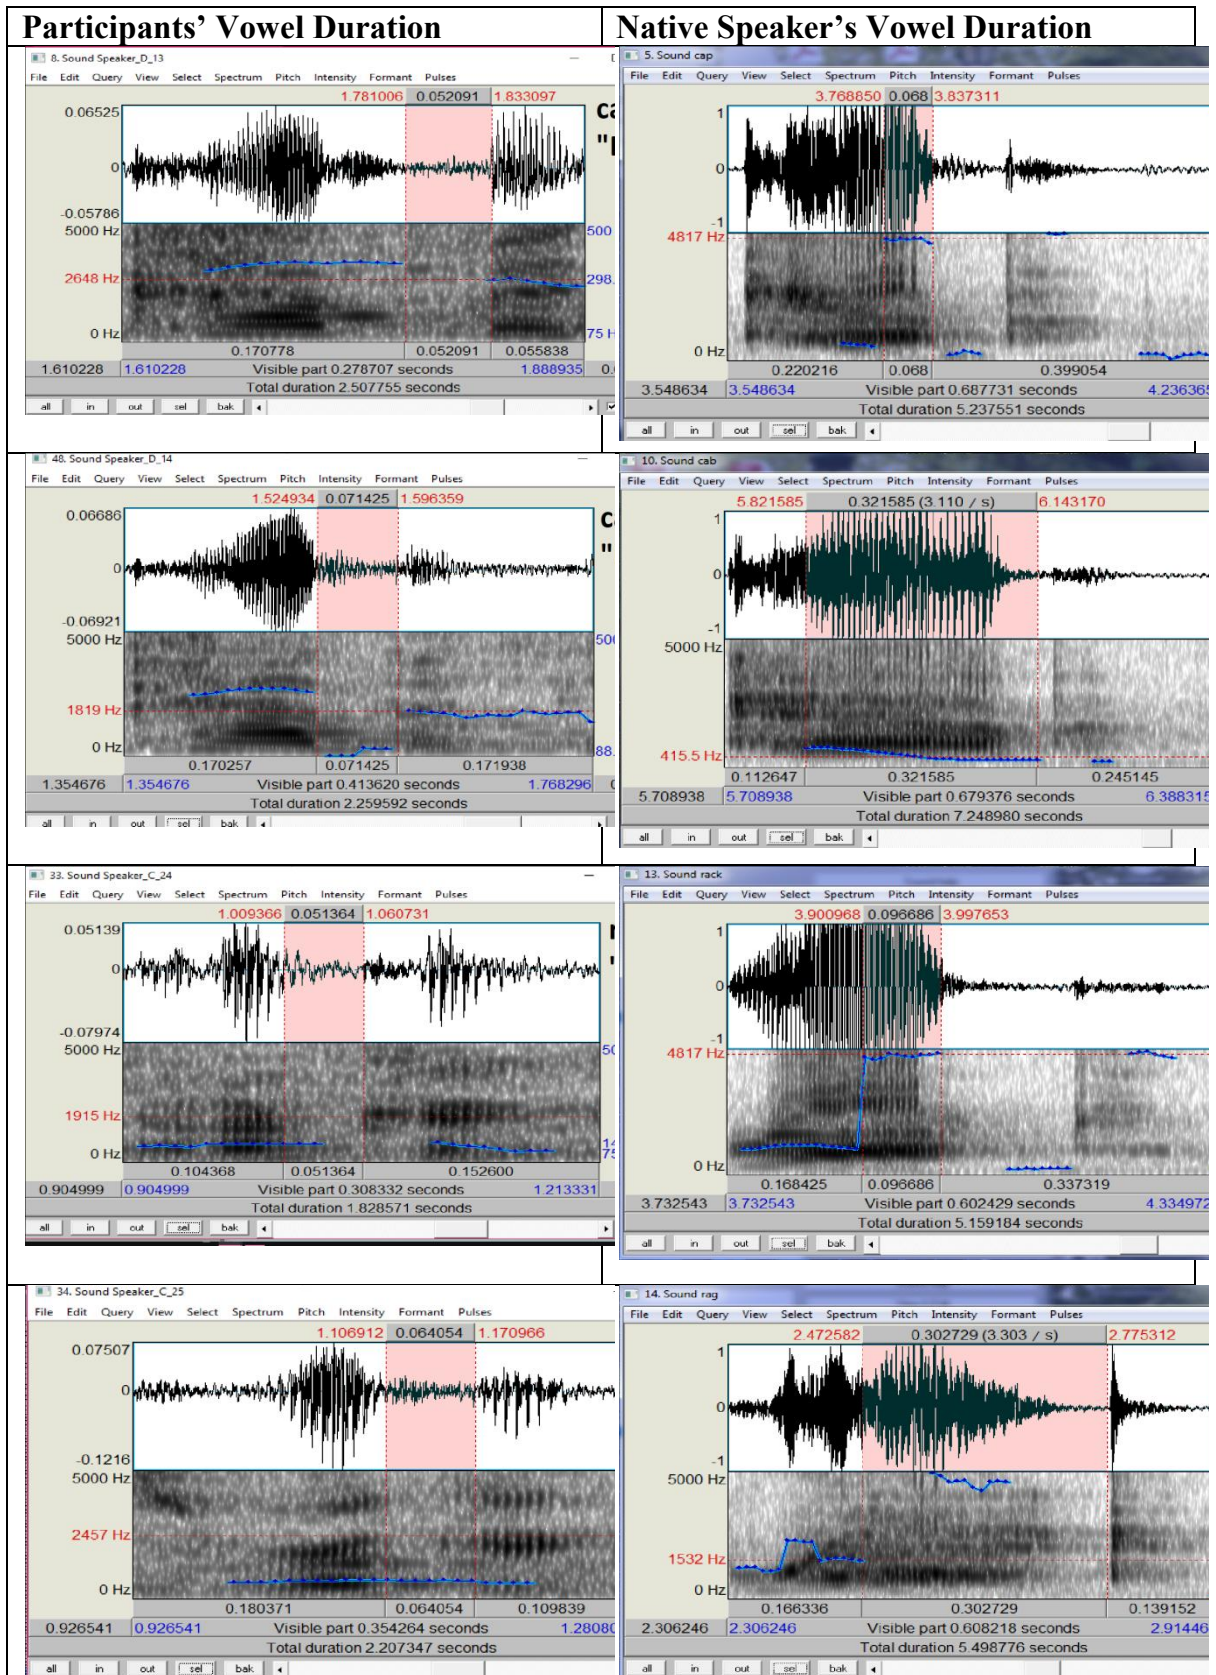 Participants’ Vowel Duration
Native Speaker’s Vowel Duration
8. Sound Speaker_D_13
File Edit Query View Select Spectrum Pitch Intensity Formant Pulses
1.781006 0.052091 1.833097
0.06525
0
-0.05786
5000 Hz 500
2648 Hz 298.
0 Hz 75 H
0.170778 0.052091 0.055838
1.610228 1.610228 Visible part 0.278707 seconds 1.888935
Total duration 2.507755 seconds
all in out sel bak
5. Sound cap
File Edit Query View Select Spectrum Pitch Intensity Formant Pulses
3.768850 0.068 3.837311
1
0
-1
4817 Hz
0 Hz
0.220216 0.068 0.399054
3.548634 3.548634 Visible part 0.687731 seconds 4.236365
Total duration 5.237551 seconds
all in out sel bak
48. Sound Speaker_D_14
File Edit Query View Select Spectrum Pitch Intensity Formant Pulses
1.524934 0.071425 1.596359
0.06686
0
-0.06921
5000 Hz 500
1819 Hz
0 Hz 88.
0.170257 0.071425 0.171938
1.354676 1.354676 Visible part 0.413620 seconds 1.768296
Total duration 2.259592 seconds
all in out sel bak
10. Sound cab
File Edit Query View Select Spectrum Pitch Intensity Formant Pulses
5.821585 0.321585 (3.110 / s) 6.143170
1
0
-1
5000 Hz
415.5 Hz
0.112647 0.321585 0.245145
5.708938 5.708938 Visible part 0.679376 seconds 6.388315
Total duration 7.248980 seconds
all in out sel bak
33. Sound Speaker_C_24
File Edit Query View Select Spectrum Pitch Intensity Formant Pulses
1.009366 0.051364 1.060731
0.05139
0
-0.07974
5000 Hz 50
1915 Hz
0 Hz 75
0.104368 0.051364 0.152600
0.904999 0.904999 Visible part 0.308332 seconds 1.213331
Total duration 1.828571 seconds
all in out sel bak
13. Sound rack
File Edit Query View Select Spectrum Pitch Intensity Formant Pulses
3.900968 0.096686 3.997653
1
0
-1
4817 Hz
0 Hz
0.168425 0.096686 0.337319
3.732543 3.732543 Visible part 0.602429 seconds 4.334972
Total duration 5.159184 seconds
all in out sel bak
34. Sound Speaker_C_25
File Edit Query View Select Spectrum Pitch Intensity Formant Pulses
1.106912 0.064054 1.170966
0.07507
0
-0.1216
5000 Hz
2457 Hz
0 Hz
0.180371 0.064054 0.109839
0.926541 0.926541 Visible part 0.354264 seconds 1.28080
Total duration 2.207347 seconds
all in out sel bak
14. Sound rag
File Edit Query View Select Spectrum Pitch Intensity Formant Pulses
2.472582 0.302729 (3.303 / s) 2.775312
1
0
-1
5000 Hz
1532 Hz
0 Hz
0.166336 0.302729 0.139152
2.306246 2.306246 Visible part 0.608218 seconds 2.91446
Total duration 5.498776 seconds
all in out sel bak